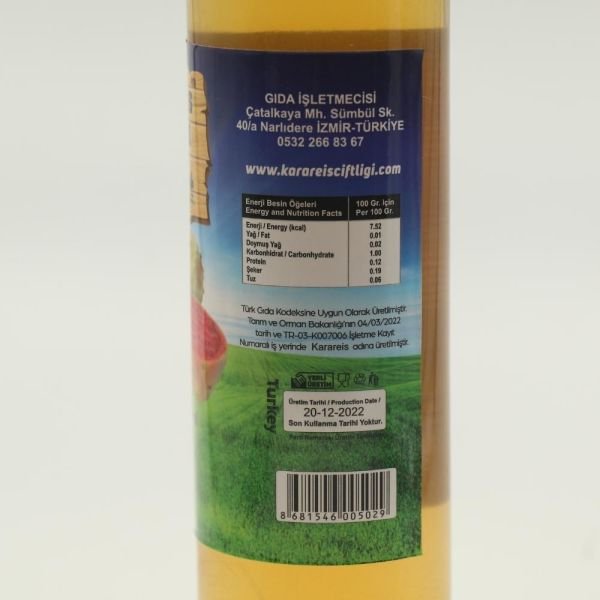 GIDA İŞLETMECİSİ
Çatalkaya Mh. Sümbül Sk.
40/a Narlıdere İZMİR-TÜRKİYE
0532 266 83 67
www.karareisciftligi.com
Enerji Besin Öğeleri 100 Gr. için
Energy and Nutrition Facts Per 100 Gr.
Enerji / Energy (kcal) 7.52
Yağ / Fat 0.01
Doymuş Yağ 0.02
Karbonhidrat / Carbonhydrate 1.00
Protein 0.12
Şeker 0.19
Tuz 0.06
Türk Gıda Kodeksine Uygun Olarak Üretilmiştir.
Tarım ve Orman Bakanlığı'nın 04/03/2022
tarih ve TR-03-K007006 İşletme Kayıt
Numaralı iş yerinde Karareis adına üretilmiştir.
Turkey
YERLİ
ÜRETİM
Üretim Tarihi / Production Date /
20-12-2022
Son Kullanma Tarihi Yoktur.
8 681546 005029